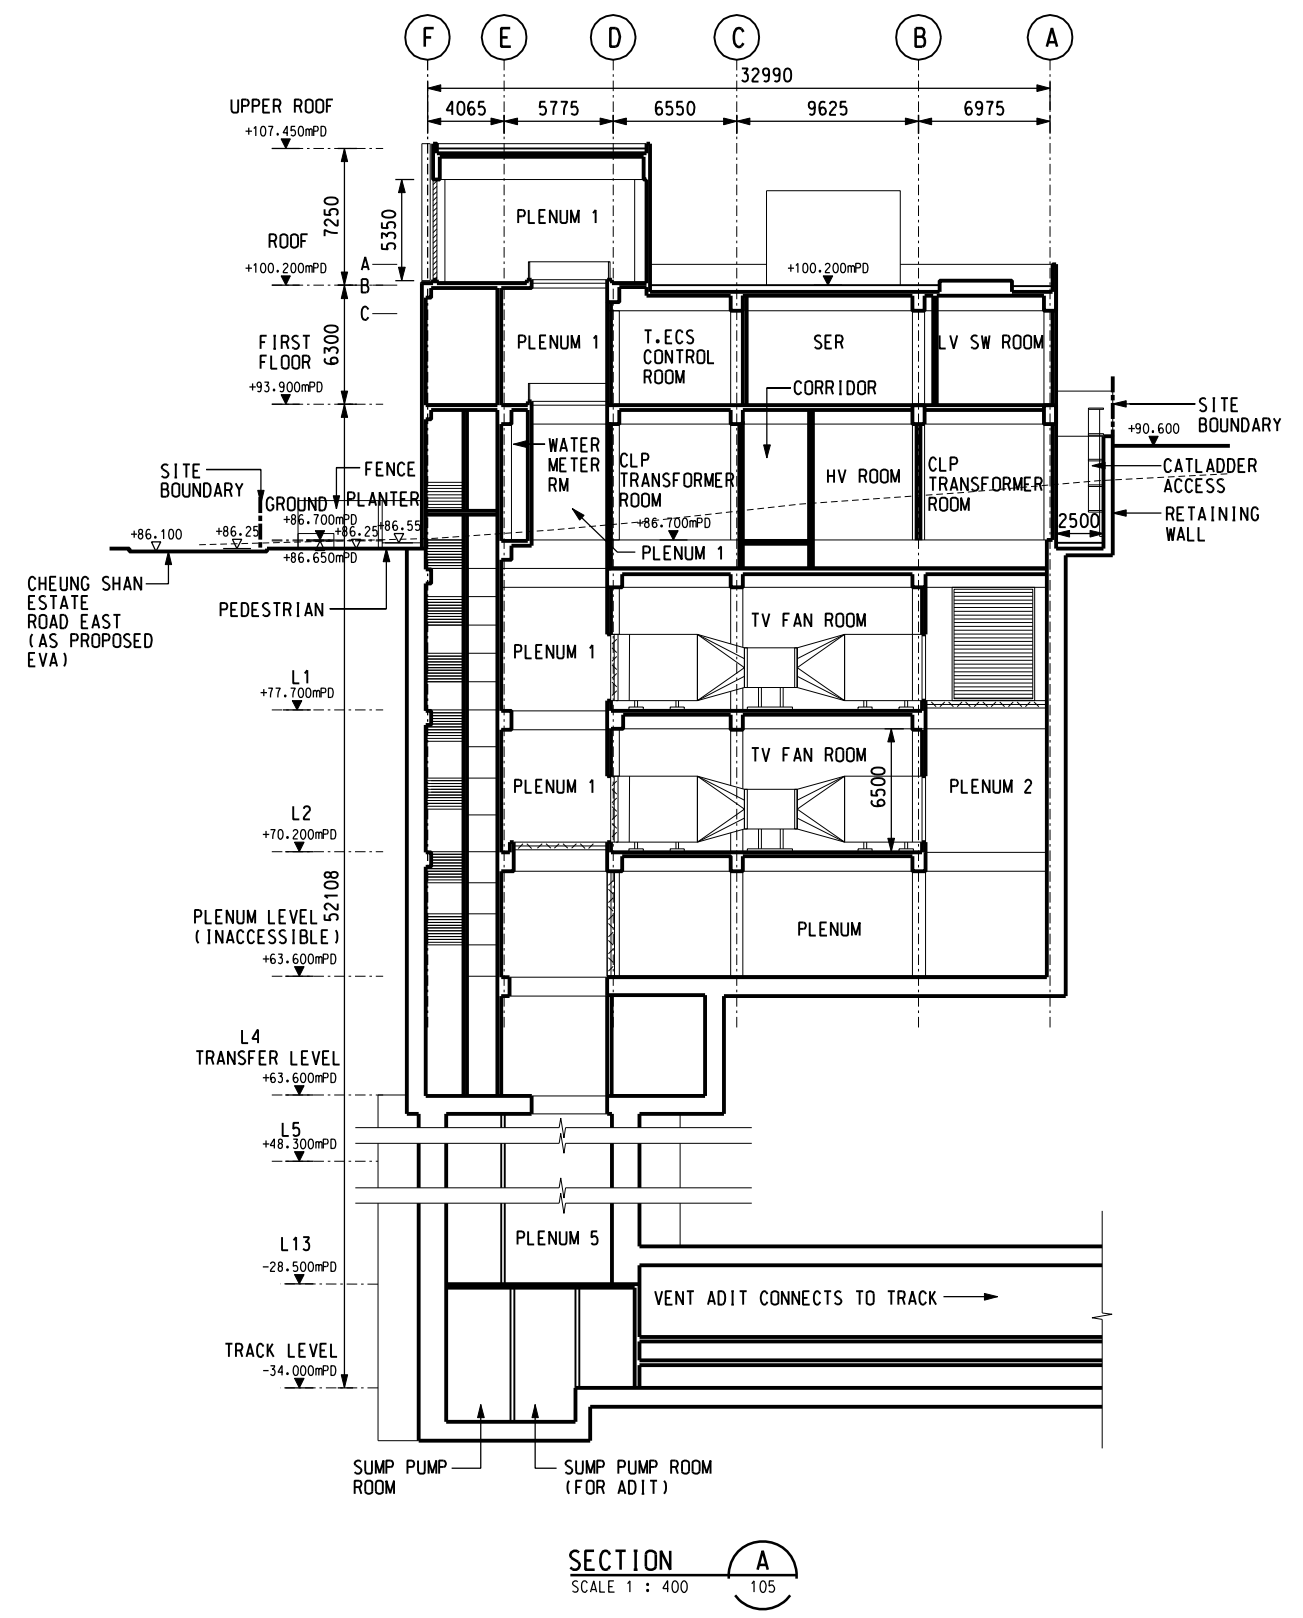 F E D C B A
32990
4065 5775 6550 9625 6975
UPPER ROOF
+107.450mPD
7250
5350
PLENUM 1
ROOF
+100.200mPD
A
B
C
+100.200mPD
FIRST
FLOOR
+93.900mPD
6300
PLENUM 1
T.ECS
CONTROL
ROOM
SER
LV SW ROOM
CORRIDOR
SITE
BOUNDARY
+90.600
CATLADDER
ACCESS
RETAINING
WALL
2500
SITE
BOUNDARY
FENCE
GROUND
PLANTER
+86.700mPD
+86.100
+86.25
+86.25
+86.55
+86.650mPD
WATER
METER
RM
CLP
TRANSFORMER
ROOM
+86.700mPD
HV ROOM
CLP
TRANSFORMER
ROOM
PLENUM 1
CHEUNG SHAN
ESTATE
ROAD EAST
(AS PROPOSED
EVA)
PEDESTRIAN
TV FAN ROOM
PLENUM 1
L1
+77.700mPD
TV FAN ROOM
PLENUM 1
6500
PLENUM 2
L2
+70.200mPD
52108
PLENUM LEVEL
(INACCESSIBLE)
+63.600mPD
PLENUM
L4
TRANSFER LEVEL
+63.600mPD
L5
+48.300mPD
PLENUM 5
L13
-28.500mPD
VENT ADIT CONNECTS TO TRACK
TRACK LEVEL
-34.000mPD
SUMP PUMP
ROOM
SUMP PUMP ROOM
(FOR ADIT)
SECTION A
SCALE 1 : 400 105